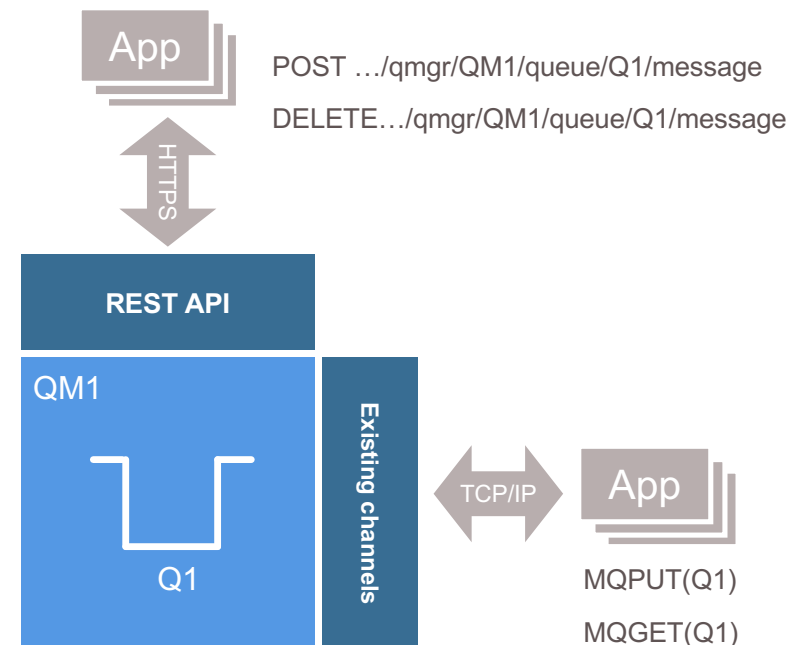 App
POST …/qmgr/QM1/queue/Q1/message
DELETE…/qmgr/QM1/queue/Q1/message
HTTPS
REST API
QM1
Q1
Existing channels
TCP/IP
App
MQPUT(Q1)
MQGET(Q1)